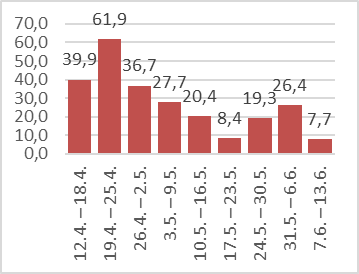 70,0
60,0
50,0
40,0
30,0
20,0
10,0
0,0
39,9
61,9
36,7
27,7
20,4
8,4
19,3
26,4
7,7
12.4. – 18.4.
19.4. – 25.4.
26.4. – 2.5.
3.5. – 9.5.
10.5. – 16.5.
17.5. – 23.5.
24.5. – 30.5.
31.5. – 6.6.
7.6. – 13.6.